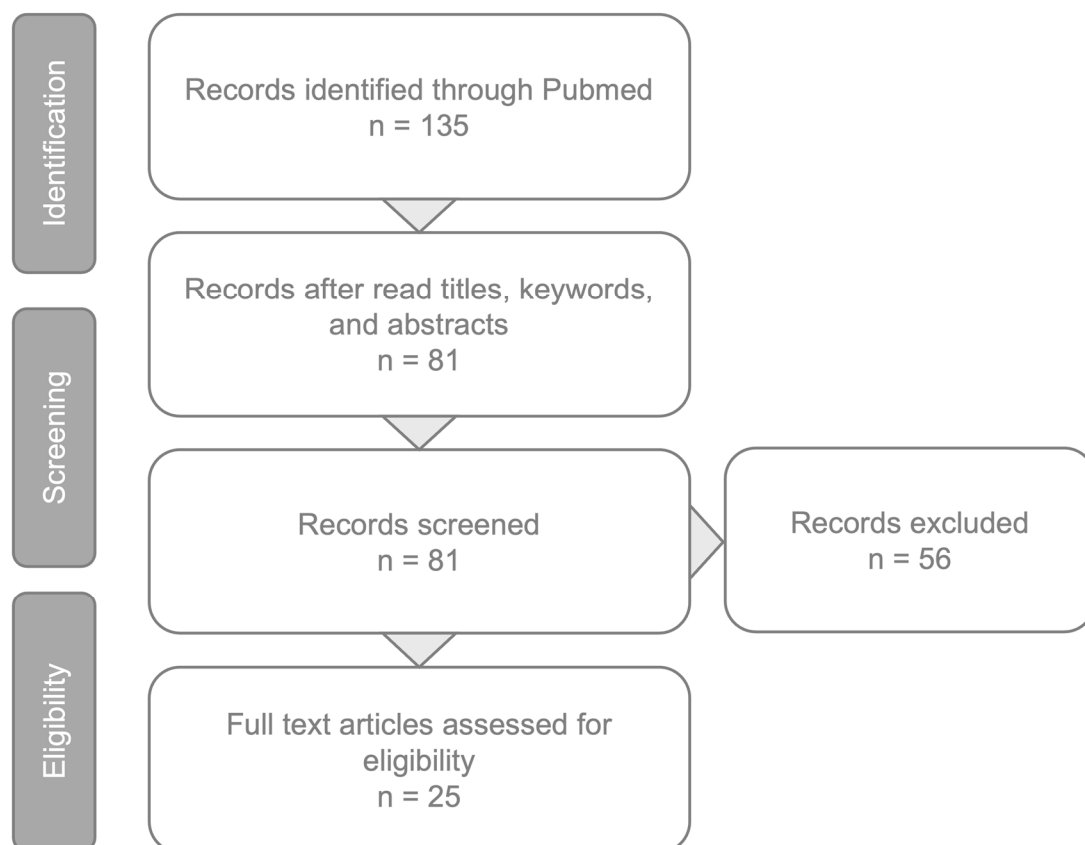 Identification
Records identified through Pubmed
n = 135
Records after read titles, keywords,
and abstracts
n = 81
Screening
Records screened
n = 81
Records excluded
n = 56
Eligibility
Full text articles assessed for
eligibility
n = 25